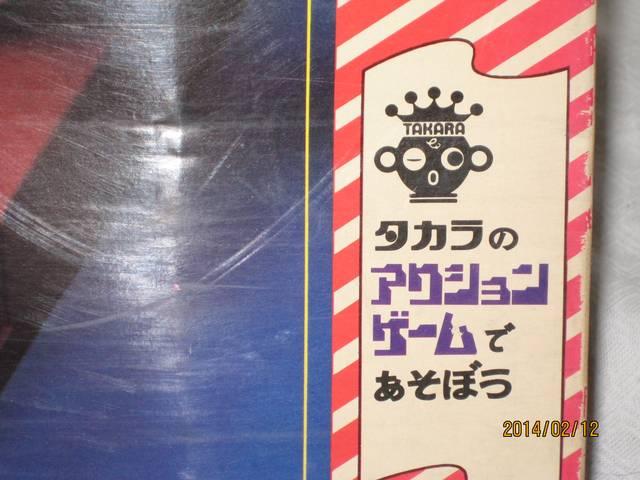 TAKARA
タカラの
アクション
ゲームで
あそぼう
2014/02/12